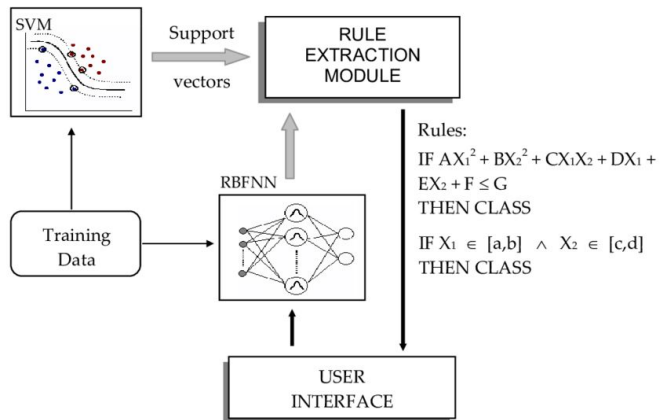 SVM
Support
vectors
RULE
EXTRACTION
MODULE
Rules:
IF AX₁² + BX₂² + CX₁X₂ + DX₁ +
EX₂ + F ≤ G
THEN CLASS
IF X₁ ∈ [a,b] ∧ X₂ ∈ [c,d]
THEN CLASS
RBFNN
Training
Data
USER
INTERFACE